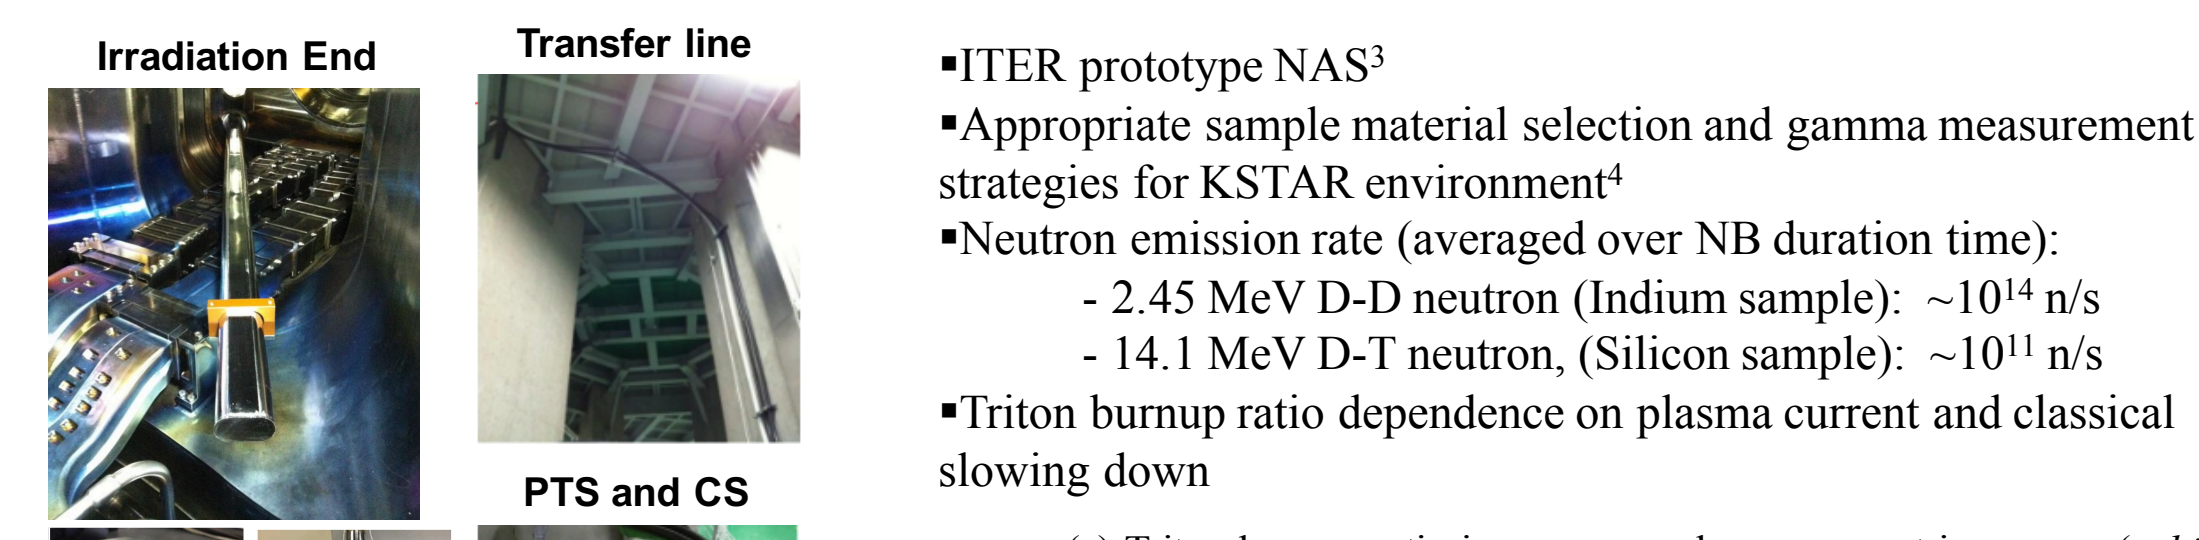 Irradiation End
Transfer line
PTS and CS
▪ITER prototype NAS³
▪Appropriate sample material selection and gamma measurement
strategies for KSTAR environment⁴
▪Neutron emission rate (averaged over NB duration time):
- 2.45 MeV D-D neutron (Indium sample): ~10¹⁴ n/s
- 14.1 MeV D-T neutron, (Silicon sample): ~10¹¹ n/s
▪Triton burnup ratio dependence on plasma current and classical
slowing down